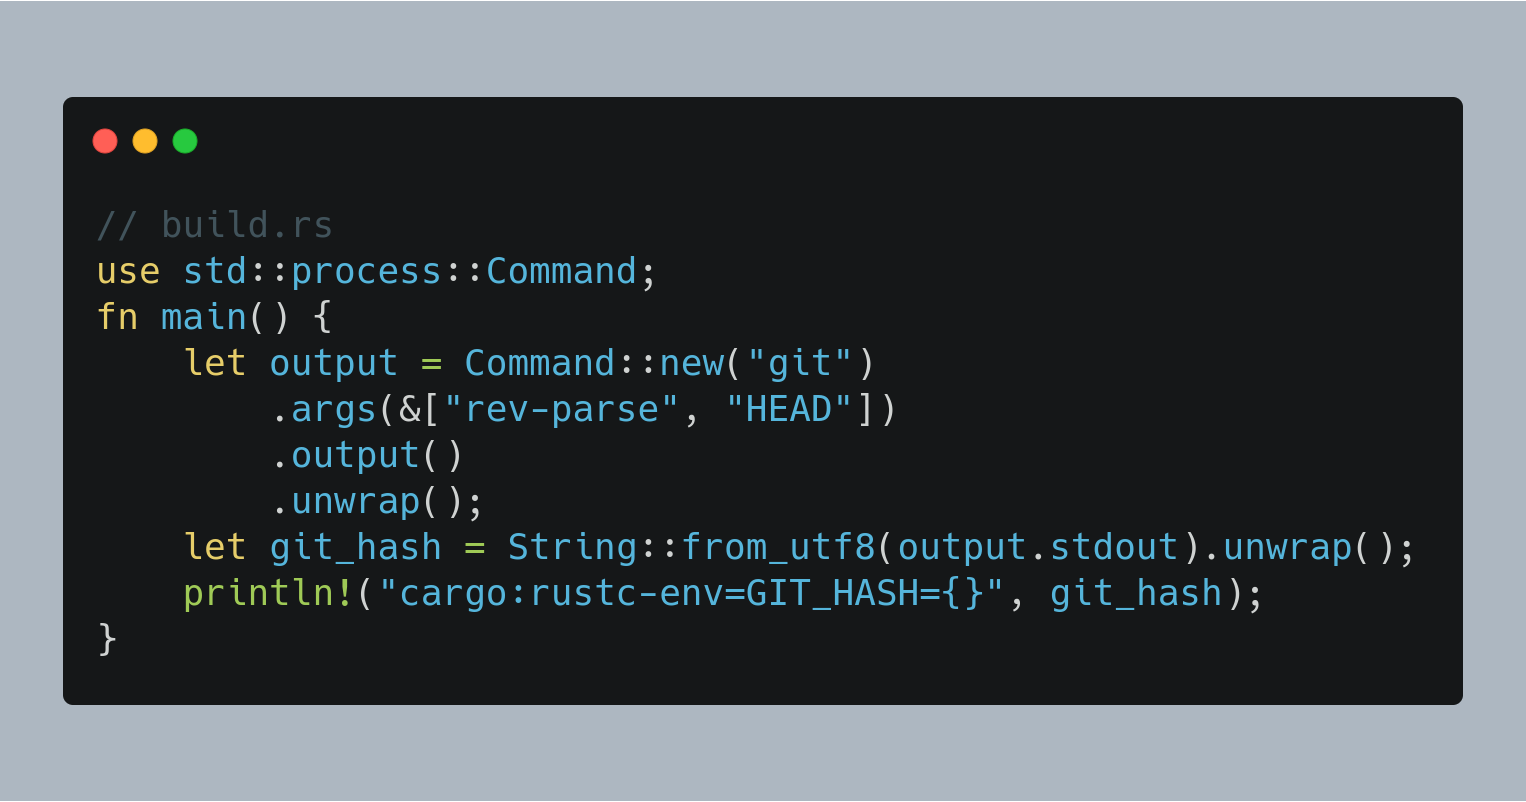 // build.rs
use std::process::Command;
fn main() {
    let output = Command::new("git")
        .args(&["rev-parse", "HEAD"])
        .output()
        .unwrap();
    let git_hash = String::from_utf8(output.stdout).unwrap();
    println!("cargo:rustc-env=GIT_HASH={}", git_hash);
}